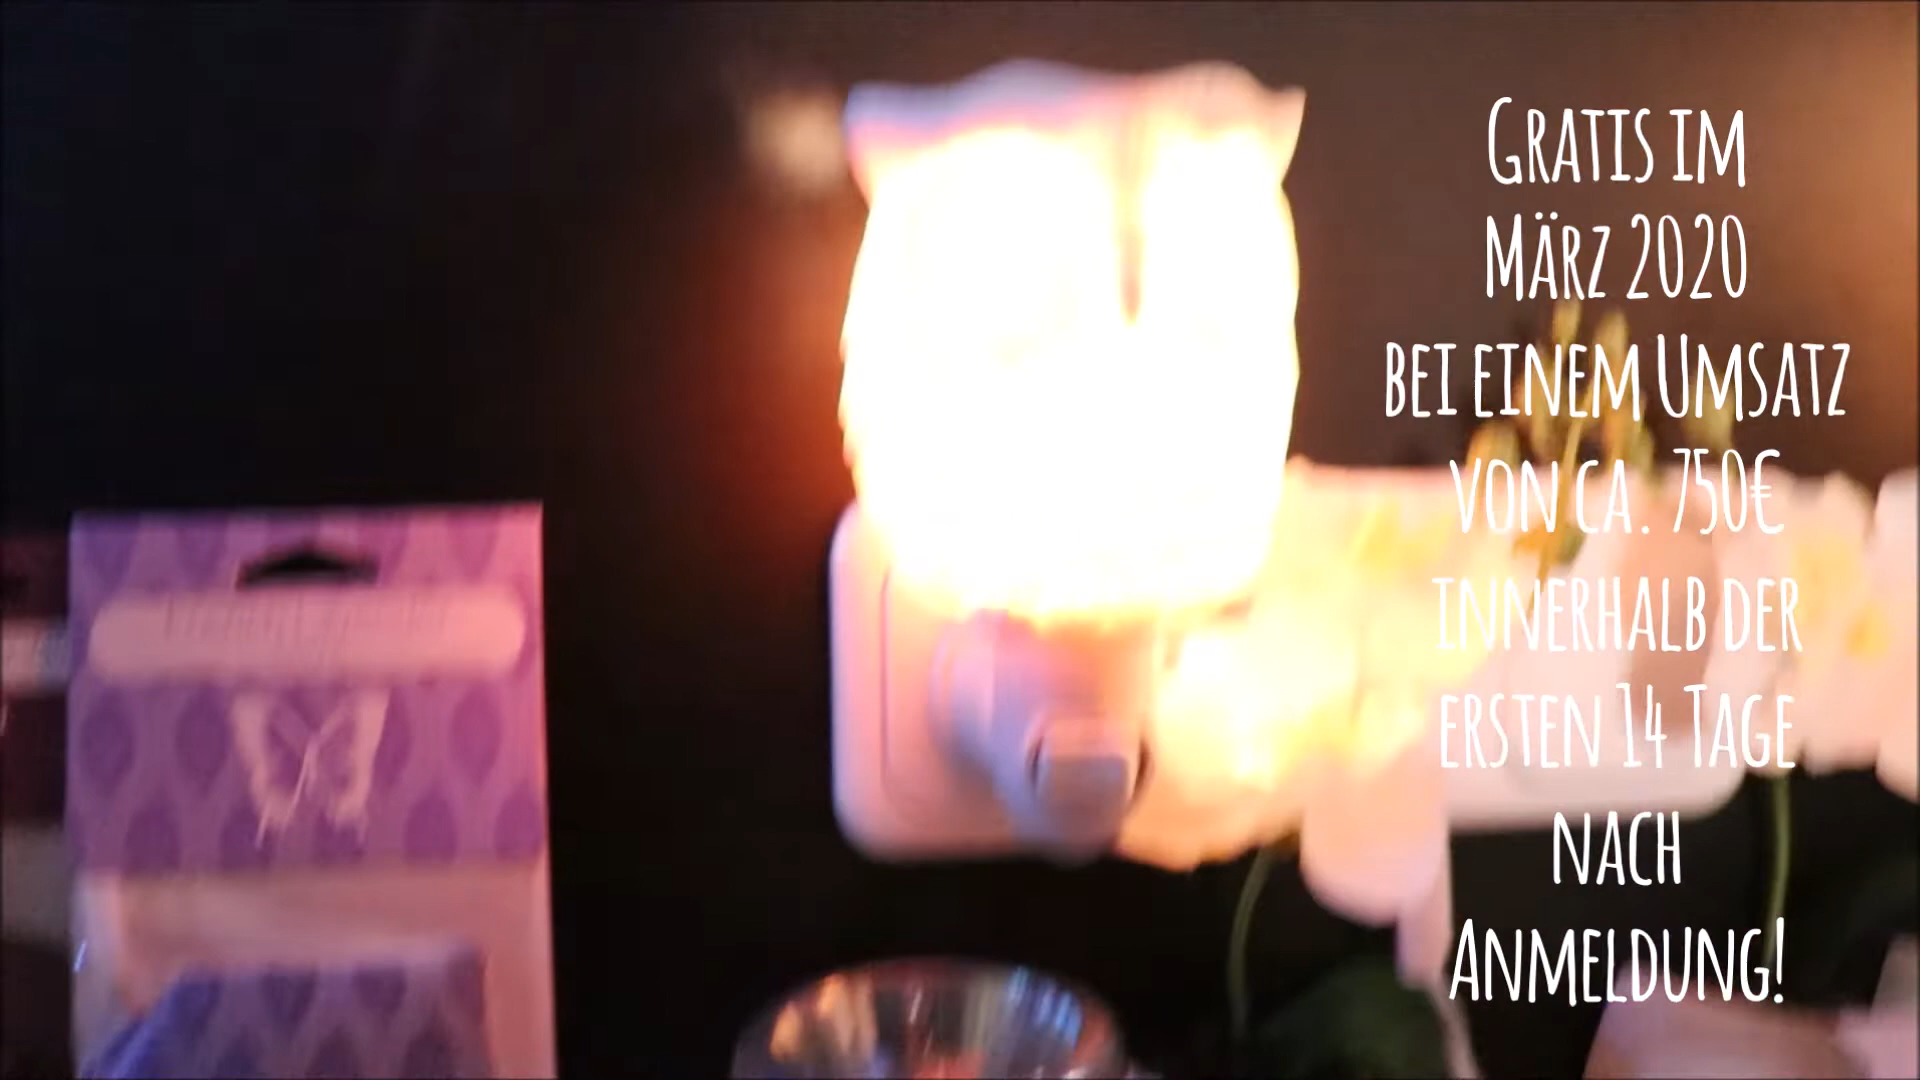 Gratis im
März 2020
bei einem Umsatz
von ca. 750€
innerhalb der
ersten 14 Tage
nach
Anmeldung!